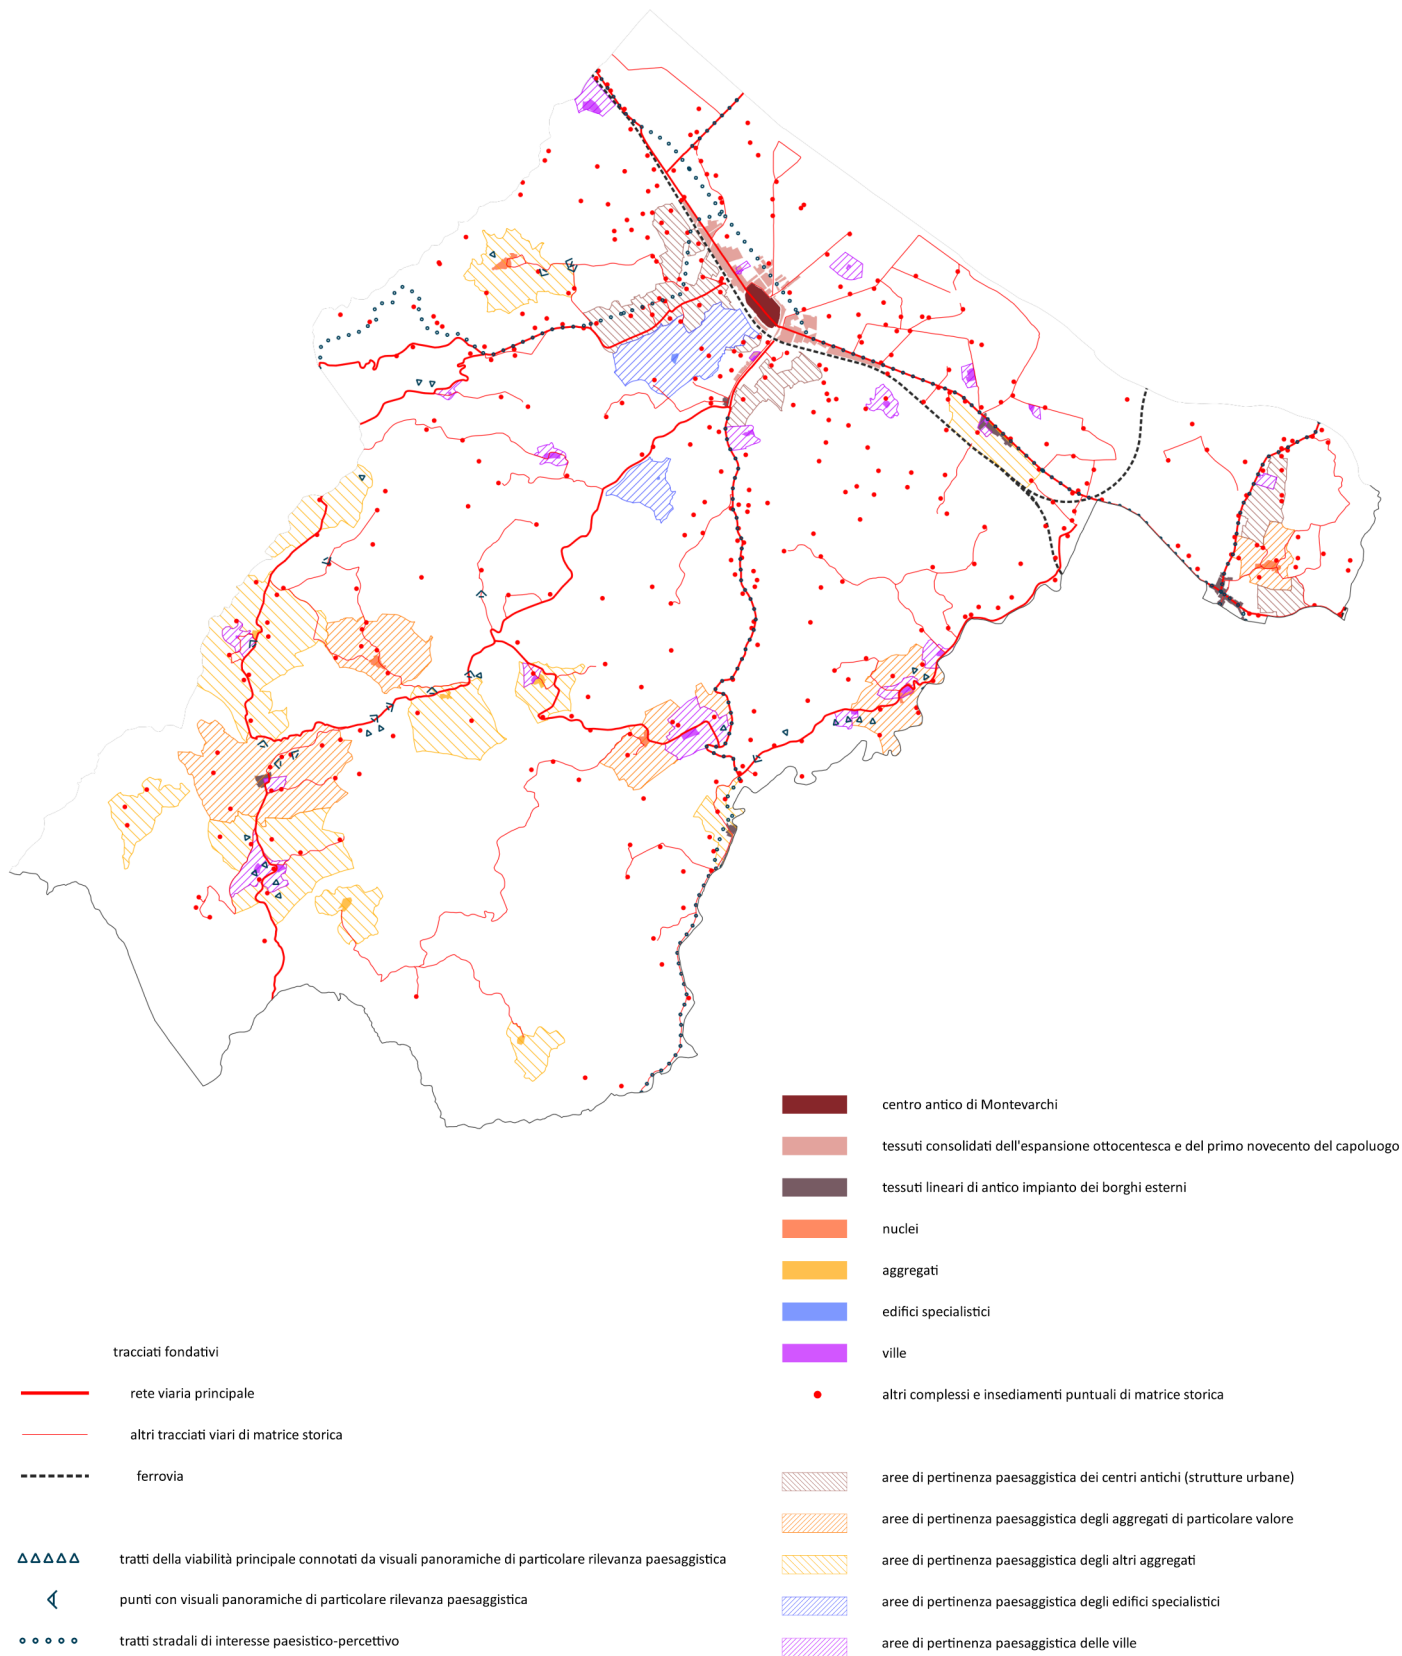 centro antico di Montevarchi
tessuti consolidati dell'espansione ottocentesca e del primo novecento del capoluogo
tessuti lineari di antico impianto dei borghi esterni
nuclei
aggregati
edifici specialistici
ville
altri complessi e insediamenti puntuali di matrice storica
aree di pertinenza paesaggistica dei centri antichi (strutture urbane)
aree di pertinenza paesaggistica degli aggregati di particolare valore
aree di pertinenza paesaggistica degli altri aggregati
aree di pertinenza paesaggistica degli edifici specialistici
aree di pertinenza paesaggistica delle ville
tracciati fondativi
rete viaria principale
altri tracciati viari di matrice storica
ferrovia
tratti della viabilità principale connotati da visuali panoramiche di particolare rilevanza paesaggistica
punti con visuali panoramiche di particolare rilevanza paesaggistica
tratti stradali di interesse paesistico-percettivo